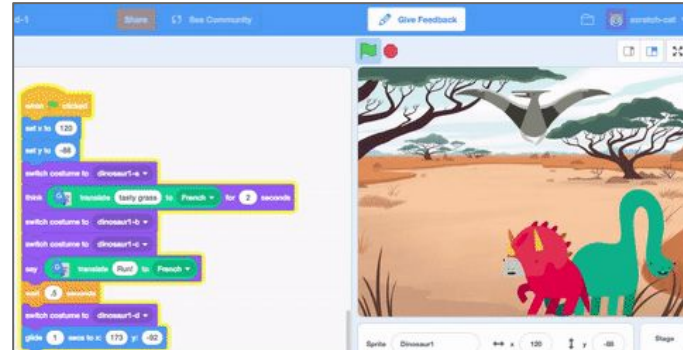 d-1 Share See Community Give Feedback scratch-cat
when clicked
set x to 120
set y to -88
switch costume to dinosaur1-a
think translate tasty grass to French for 2 seconds
switch costume to dinosaur1-b
switch costume to dinosaur1-c
say translate Run! to French
wait .5 seconds
switch costume to dinosaur1-d
glide 1 secs to x: 173 y: -92
Sprite Dinosaur1 x 120 y -88 Stage